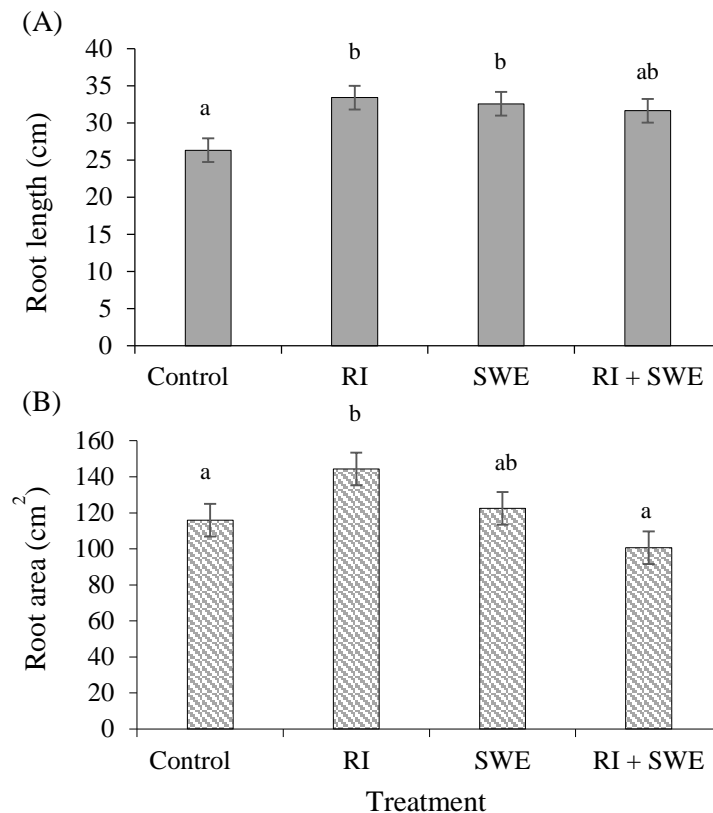 (A)
Root length (cm)
40
35
30
25
20
15
10
5
0
a
b
b
ab
Control RI SWE RI + SWE
(B)
Root area (cm²)
160
140
120
100
80
60
40
20
0
a
b
ab
a
Control RI SWE RI + SWE
Treatment